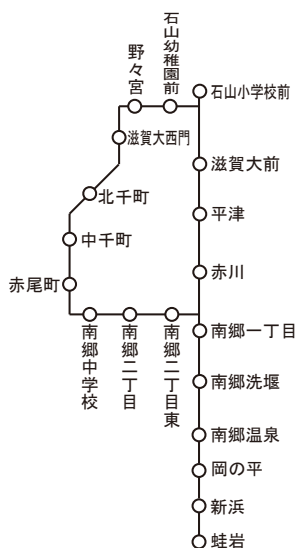 石山幼稚園前
野々宮
石山小学校前
滋賀大西門
滋賀大前
北千町
平津
中千町
赤川
赤尾町
南郷中学校
南郷二丁目
南郷二丁目東
南郷一丁目
南郷洗堰
南郷温泉
岡の平
新浜
蛙岩